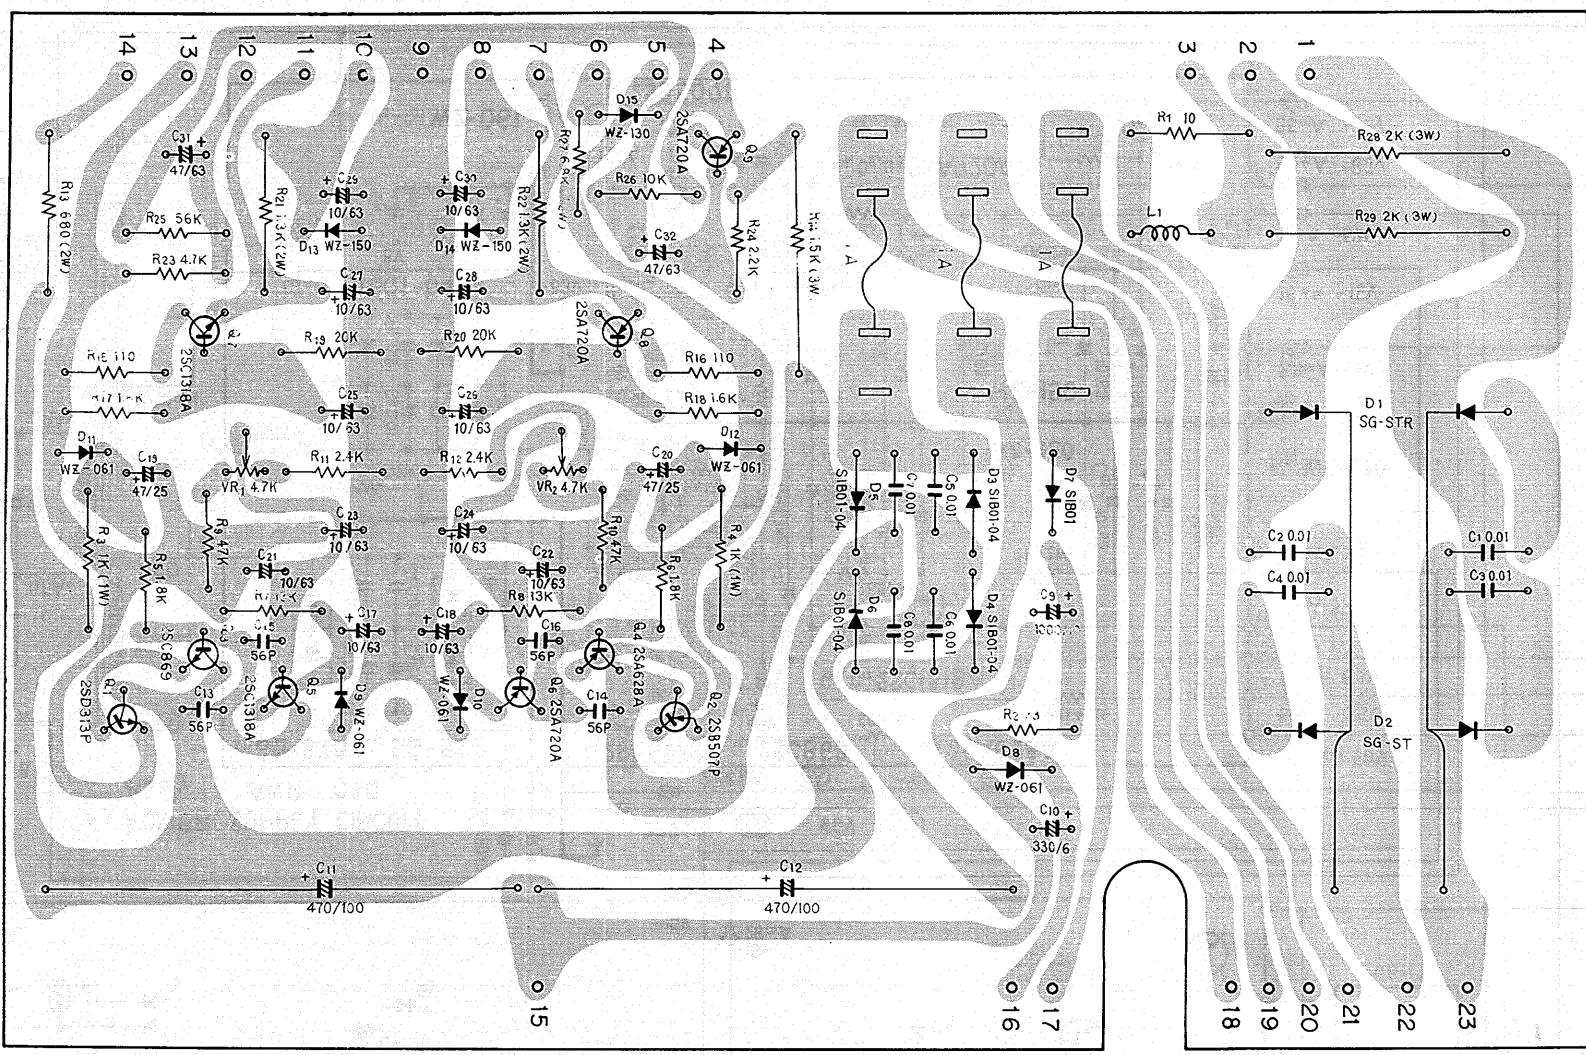 14
13
12
11
10
9
8
7
6
5
4
3
2
1
D15
WZ-130
2SA720A
Q9
R1 10
R28 2K (3W)
C31
+
47/63
R13 680 (2W)
R21 1.3K (2W)
C29
+
10/63
C30
+
10/63
R22 1.3K (2W)
R26 10K
R25 56K
D13 WZ-150
D14 WZ-150
C32
+
47/63
R24 2.2K
L1
R29 2K (3W)
R23 4.7K
C27
+
10/63
C28
+
10/63
1A
1A
1A
2SC1318A
2SA720A
Q8
R19 20K
R20 20K
110
R16 110
C25
+
10/63
+
10/63
R18 1.6K
D1
SG-STR
D11
WZ-061
C19
+
47/25
VR1 4.7K
R11 2.4K
R12 2.4K
VR2 4.7K
C20
+
47/25
D12
WZ-061
SIB01-04
D5
C7 0.01
C5 0.01
D3 SIB01-04
D7 SIB01
R3 1K (1W)
R5 1.8K
R9 47K
C23
+
10/63
C24
+
10/63
R10 47K
R6 1.8K
R4 1K (1W)
C21
+
10/63
C22
+
10/63
C2 0.01
C4 0.01
C1 0.01
C3 0.01
R8 13K
2SC869
56P
C17
+
10/63
C18
+
10/63
C16
56P
Q4 2SA628A
SIB01-04
D6
0.01
0.01
D4 SIB01-04
C9
+
Q1
2SD313P
C13
56P
2SC1318A
Q5
D9 WZ-061
WZ-061
D10
Q6 2SA720A
C14
56P
Q2 2SB507P
D8
WZ-061
D2
SG-ST
C10
+
330/6
C11
+
470/100
C12
+
470/100
15
16
17
18
19
20
21
22
23